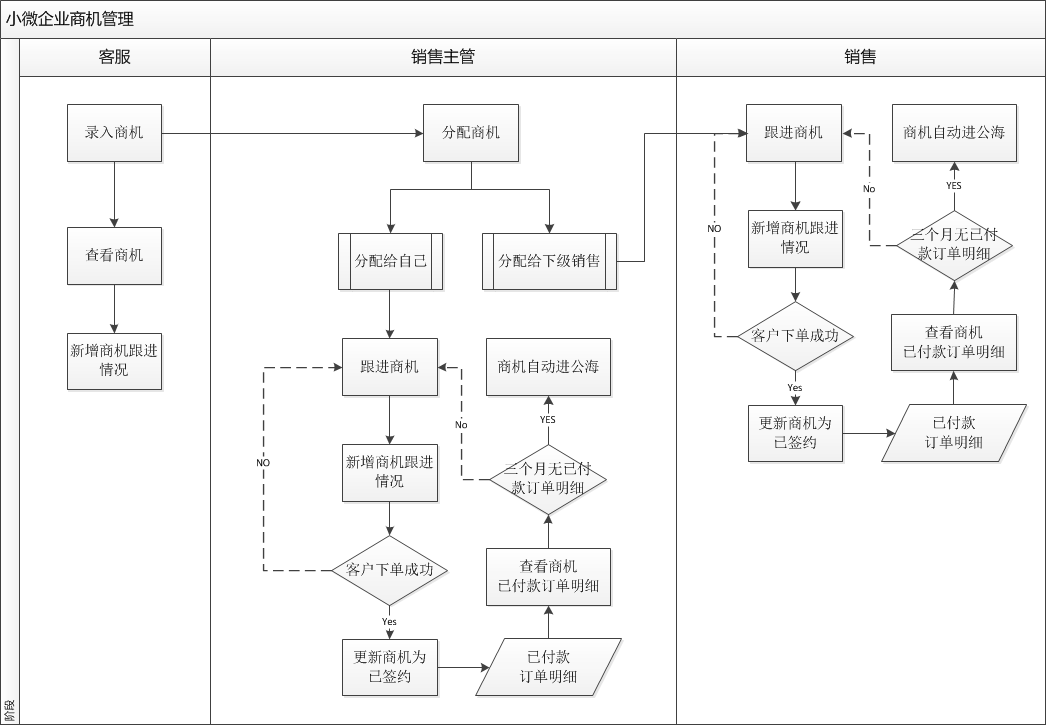 小微企业商机管理
客服
销售主管
销售
录入商机
查看商机
新增商机跟进
情况
分配商机
分配给自己
分配给下级销售
跟进商机
新增商机跟进
情况
客户下单成功
NO
Yes
更新商机为
已签约
已付款
订单明细
查看商机
已付款订单明细
三个月无已付
款订单明细
No
YES
商机自动进公海
跟进商机
新增商机跟进
情况
客户下单成功
NO
Yes
更新商机为
已签约
已付款
订单明细
查看商机
已付款订单明细
三个月无已付
款订单明细
No
YES
商机自动进公海
阶段